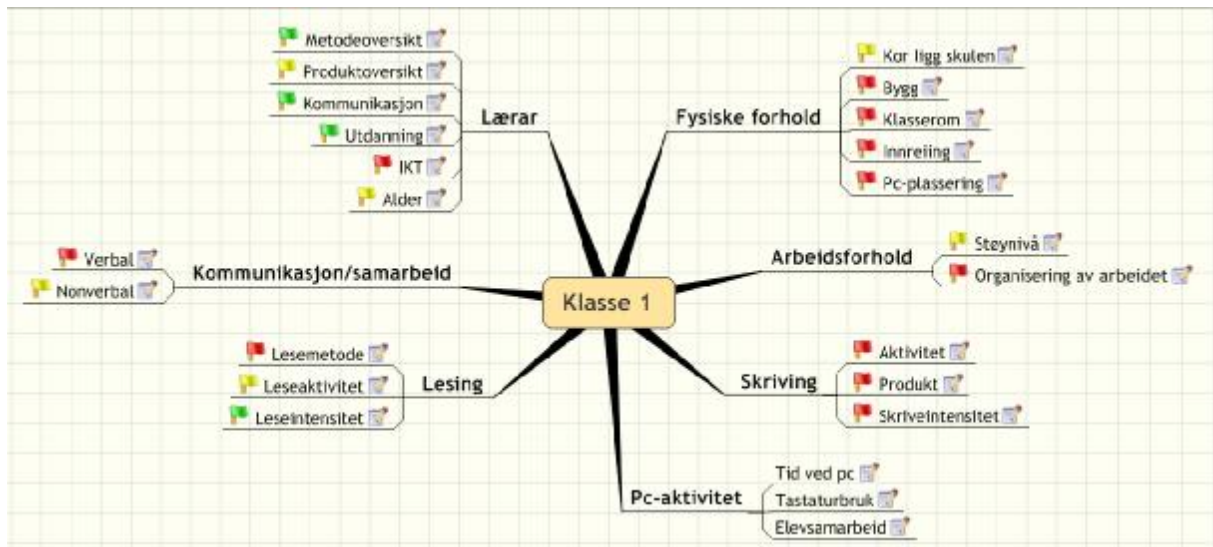 Lærar
Metodeoversikt
Produktoversikt
Kommunikasjon
Utdanning
IKT
Alder
Kommunikasjon/samarbeid
Verbal
Nonverbal
Lesing
Lesemetode
Leseaktivitet
Leseintensitet
Klasse 1
Fysiske forhold
Kor ligg skulen
Bygg
Klasserom
Innreiing
Pc-plassering
Arbeidsforhold
Støynivå
Organisering av arbeidet
Skriving
Aktivitet
Produkt
Skriveintensitet
Pc-aktivitet
Tid ved pc
Tastaturbruk
Elevsamarbeid